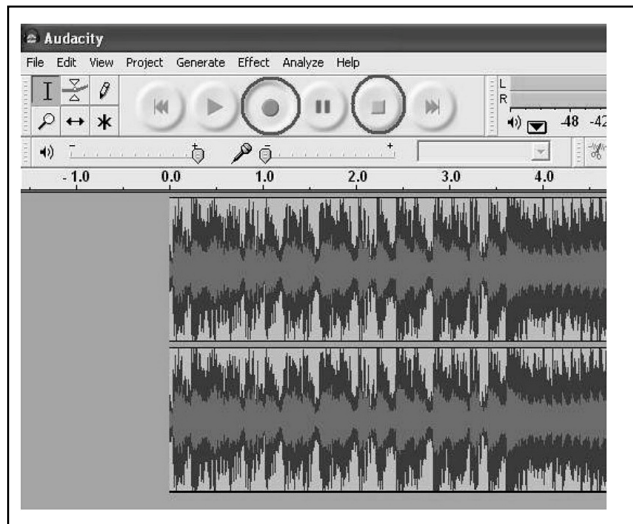 Audacity
File Edit View Project Generate Effect Analyze Help
L
R
-48 -42
- +
- +
- 1.0 0.0 1.0 2.0 3.0 4.0